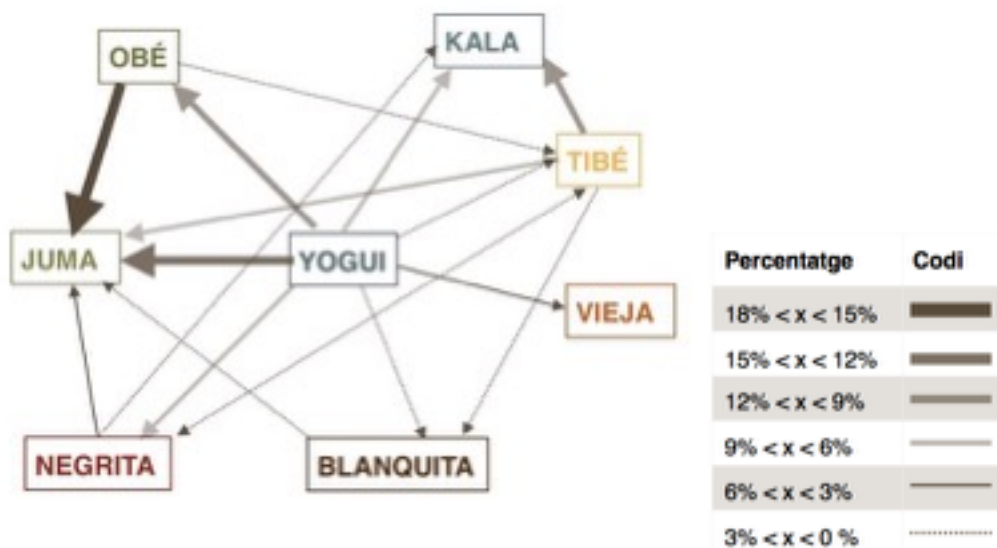 OBÉ
KALA
TIBÉ
JUMA
YOGUI
VIEJA
NEGRITA
BLANQUITA
Percentatge Codi
18% < x < 15%
15% < x < 12%
12% < x < 9%
9% < x < 6%
6% < x < 3%
3% < x < 0 %